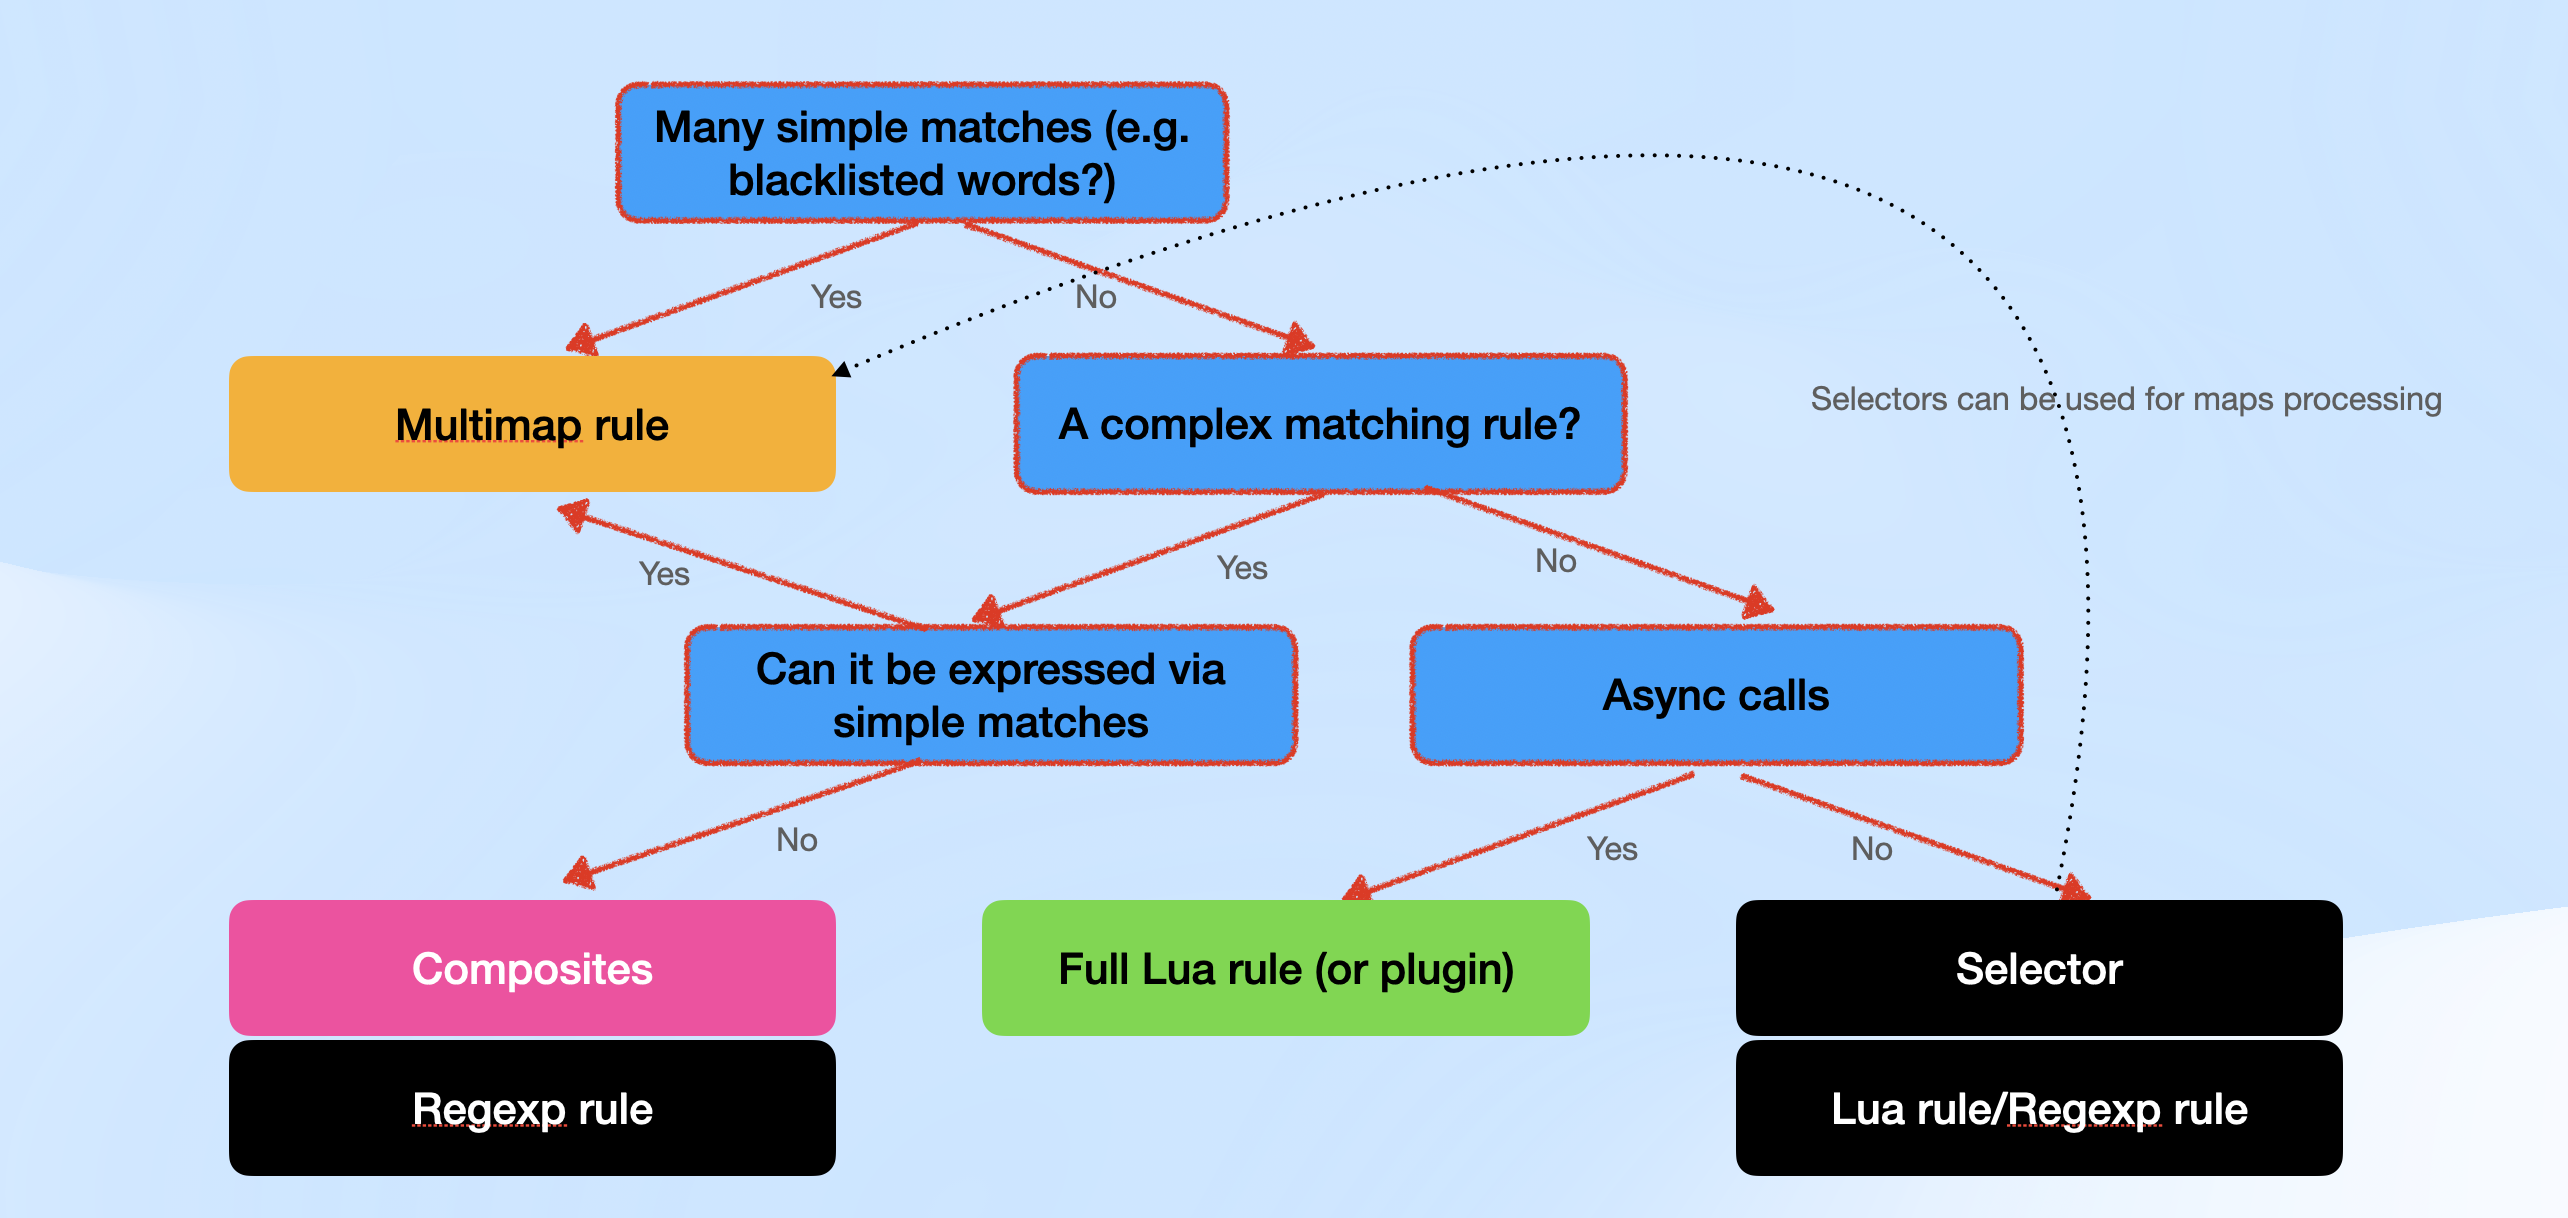 Many simple matches (e.g.
blacklisted words?)
Yes
No
Multimap rule
A complex matching rule?
Selectors can be used for maps processing
Yes
Yes
No
Can it be expressed via
simple matches
Async calls
No
Yes
No
Composites
Full Lua rule (or plugin)
Selector
Regexp rule
Lua rule/Regexp rule